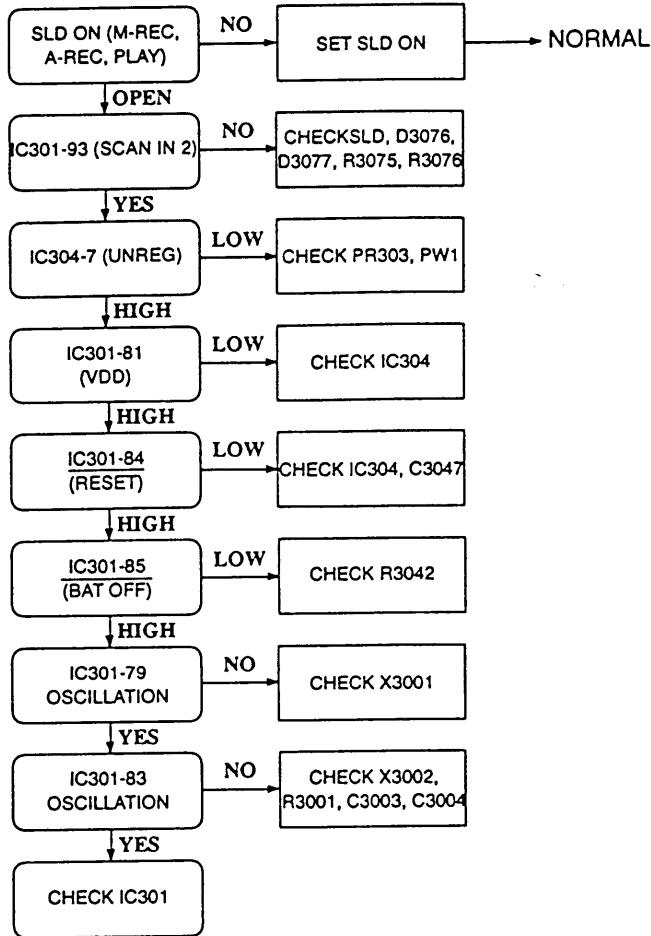 SLD ON (M-REC,
A-REC, PLAY)
NO
SET SLD ON
NORMAL
OPEN
IC301-93 (SCAN IN 2)
NO
CHECKSLD, D3076,
D3077, R3075, R3076
YES
IC304-7 (UNREG)
LOW
CHECK PR303, PW1
HIGH
IC301-81
(VDD)
LOW
CHECK IC304
HIGH
IC301-84
(RESET)
LOW
CHECK IC304, C3047
HIGH
IC301-85
(BAT OFF)
LOW
CHECK R3042
HIGH
IC301-79
OSCILLATION
NO
CHECK X3001
YES
IC301-83
OSCILLATION
NO
CHECK X3002,
R3001, C3003, C3004
YES
CHECK IC301